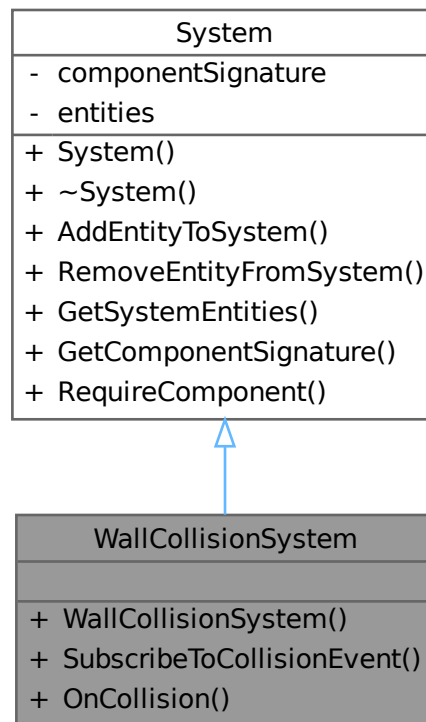 System
- componentSignature
- entities
+ System()
+ ~System()
+ AddEntityToSystem()
+ RemoveEntityFromSystem()
+ GetSystemEntities()
+ GetComponentSignature()
+ RequireComponent()
WallCollisionSystem
+ WallCollisionSystem()
+ SubscribeToCollisionEvent()
+ OnCollision()